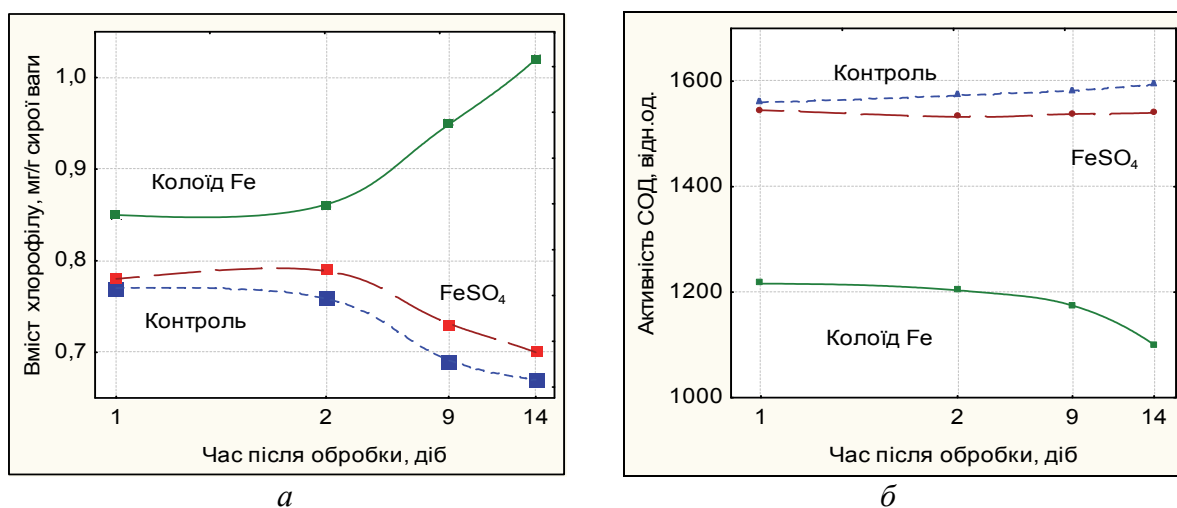 Вміст хлорофілу, мг/г сирої ваги
1,0
0,9
0,8
0,7
Колоїд Fe
FeSO4
Контроль
1 2 9 14
Час після обробки, діб
а
Активність СОД, відн.од.
1600
1400
1200
1000
Контроль
FeSO4
Колоїд Fe
1 2 9 14
Час після обробки, діб
б